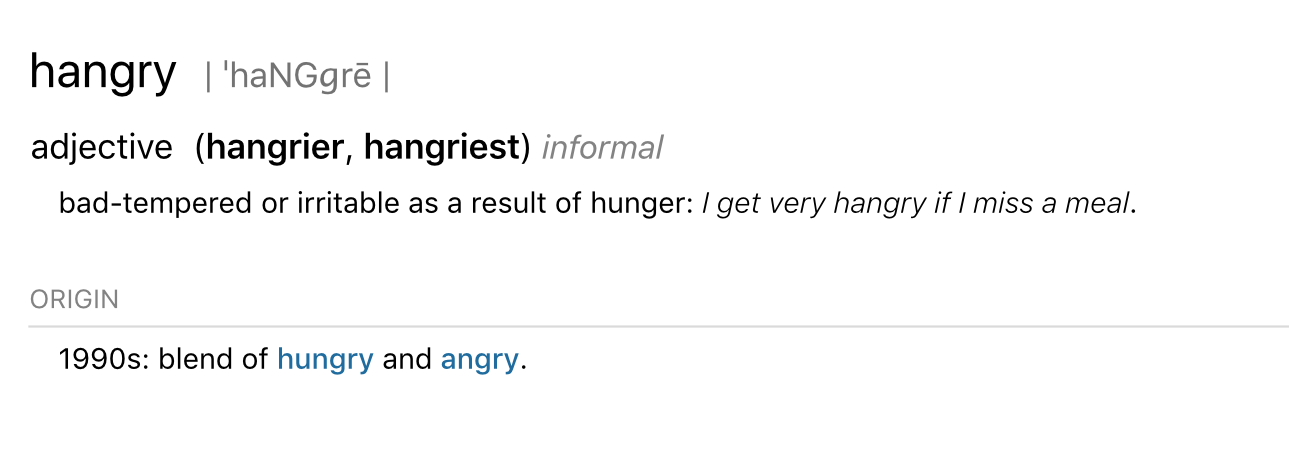 hangry | ˈhaNGɡrē |
adjective (hangrier, hangriest) informal
bad-tempered or irritable as a result of hunger: I get very hangry if I miss a meal.
ORIGIN
1990s: blend of hungry and angry.